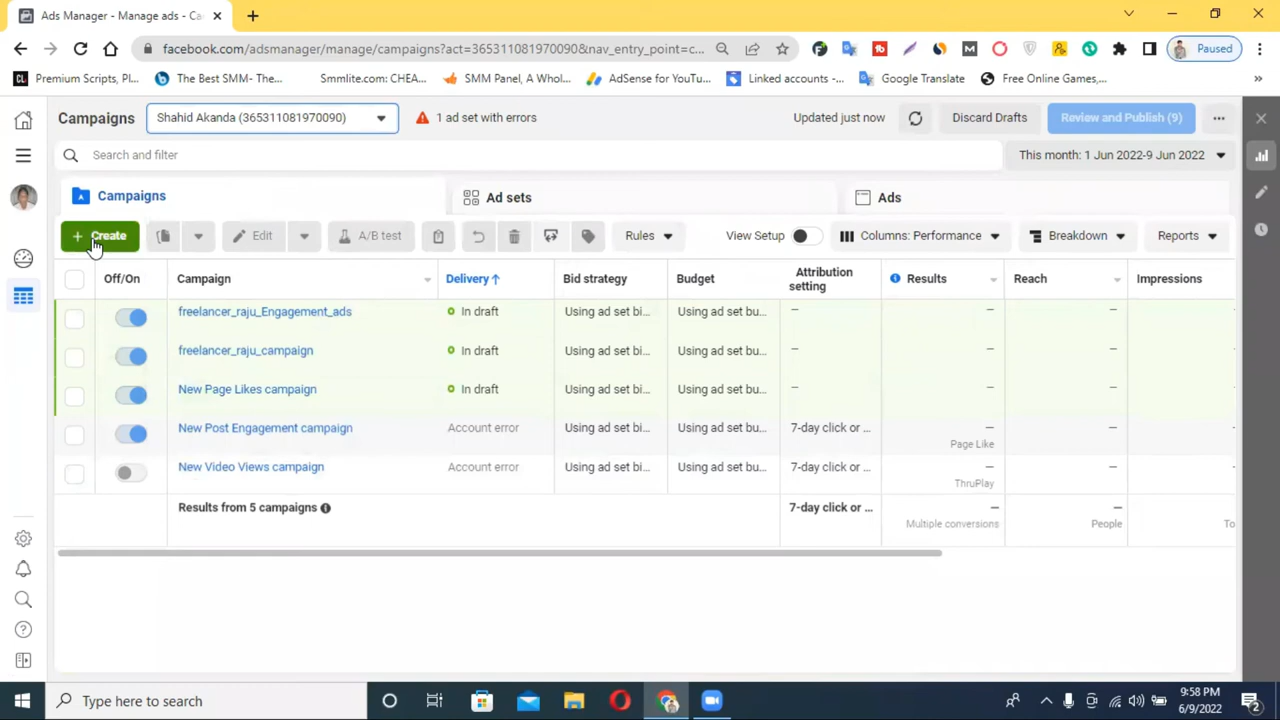 Ads Manager - Manage ads - Ca
facebook.com/adsmanager/manage/campaigns?act=365311081970090&nav_entry_point=c...
Paused
Premium Scripts, Pl...
The Best SMM- The...
Smmlite.com: CHEA...
SMM Panel, A Whol...
AdSense for YouTu...
Linked accounts -...
Google Translate
Free Online Games,...
»
Campaigns
Shahid Akanda (365311081970090)
1 ad set with errors
Updated just now
Discard Drafts
Review and Publish (9)
Search and filter
This month: 1 Jun 2022-9 Jun 2022
Campaigns
Ad sets
Ads
+ Create
Edit
A/B test
Rules
View Setup
Columns: Performance
Breakdown
Reports
Off/On
Campaign
Delivery ↑
Bid strategy
Budget
Attribution setting
Results
Reach
Impressions
freelancer_raju_Engagement_ads In draft Using ad set bi... Using ad set bu... – – –
freelancer_raju_campaign In draft Using ad set bi... Using ad set bu... – – –
New Page Likes campaign In draft Using ad set bi... Using ad set bu... – – –
New Post Engagement campaign Account error Using ad set bi... Using ad set bu... 7-day click or ... – –
Page Like
New Video Views campaign Account error Using ad set bi... Using ad set bu... 7-day click or ... – –
ThruPlay
Results from 5 campaigns 7-day click or ... – –
Multiple conversions People To
Type here to search
9:58 PM
6/9/2022
2